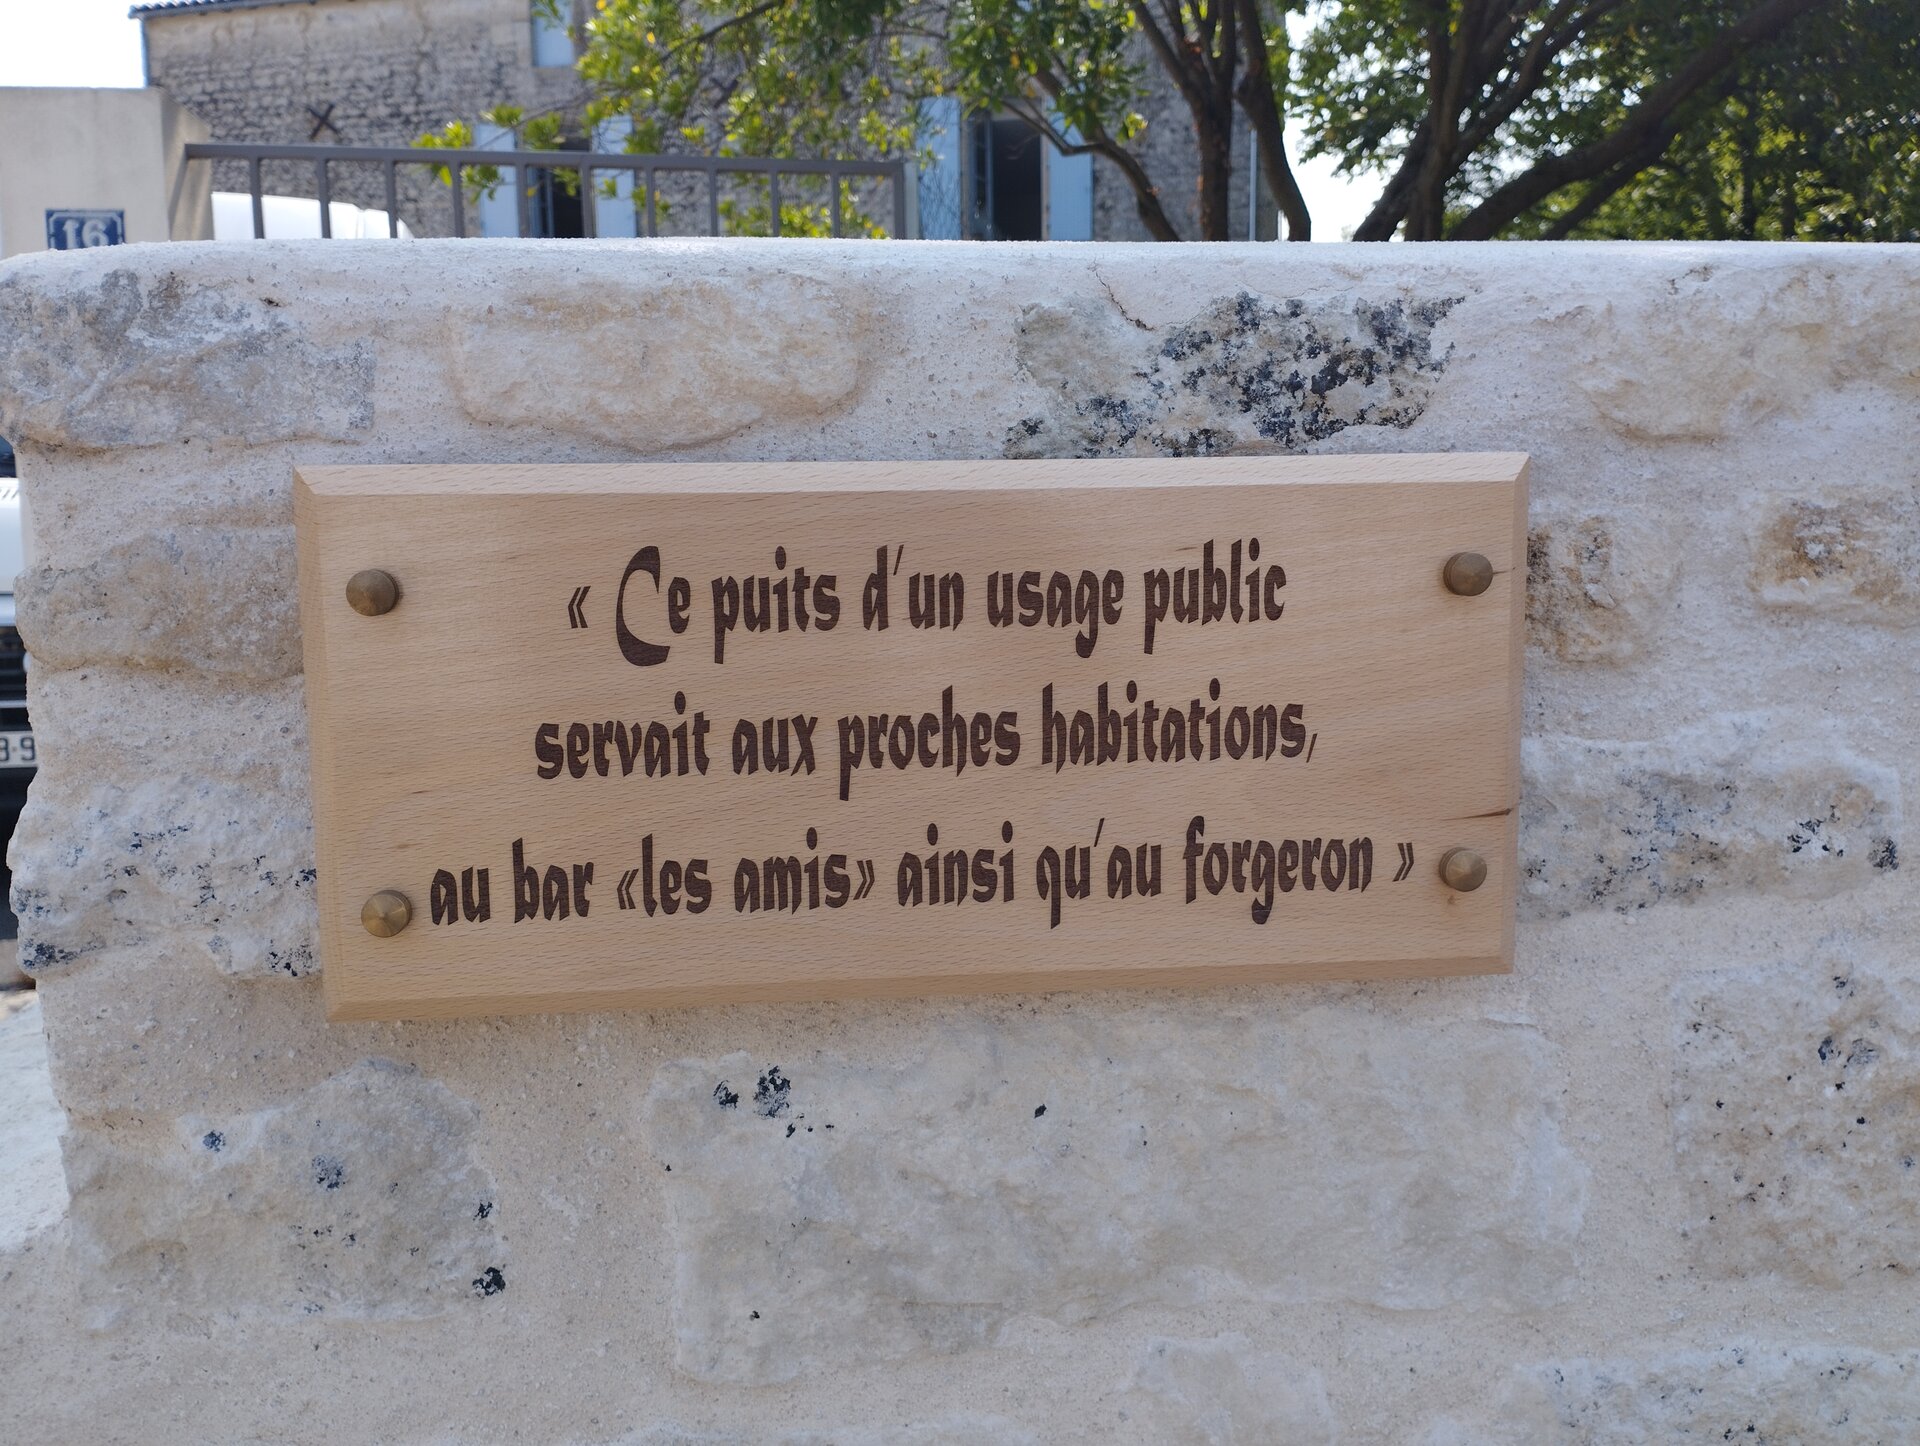 16
« Ce puits d'un usage public
servait aux proches habitations,
au bar «les amis» ainsi qu'au forgeron »